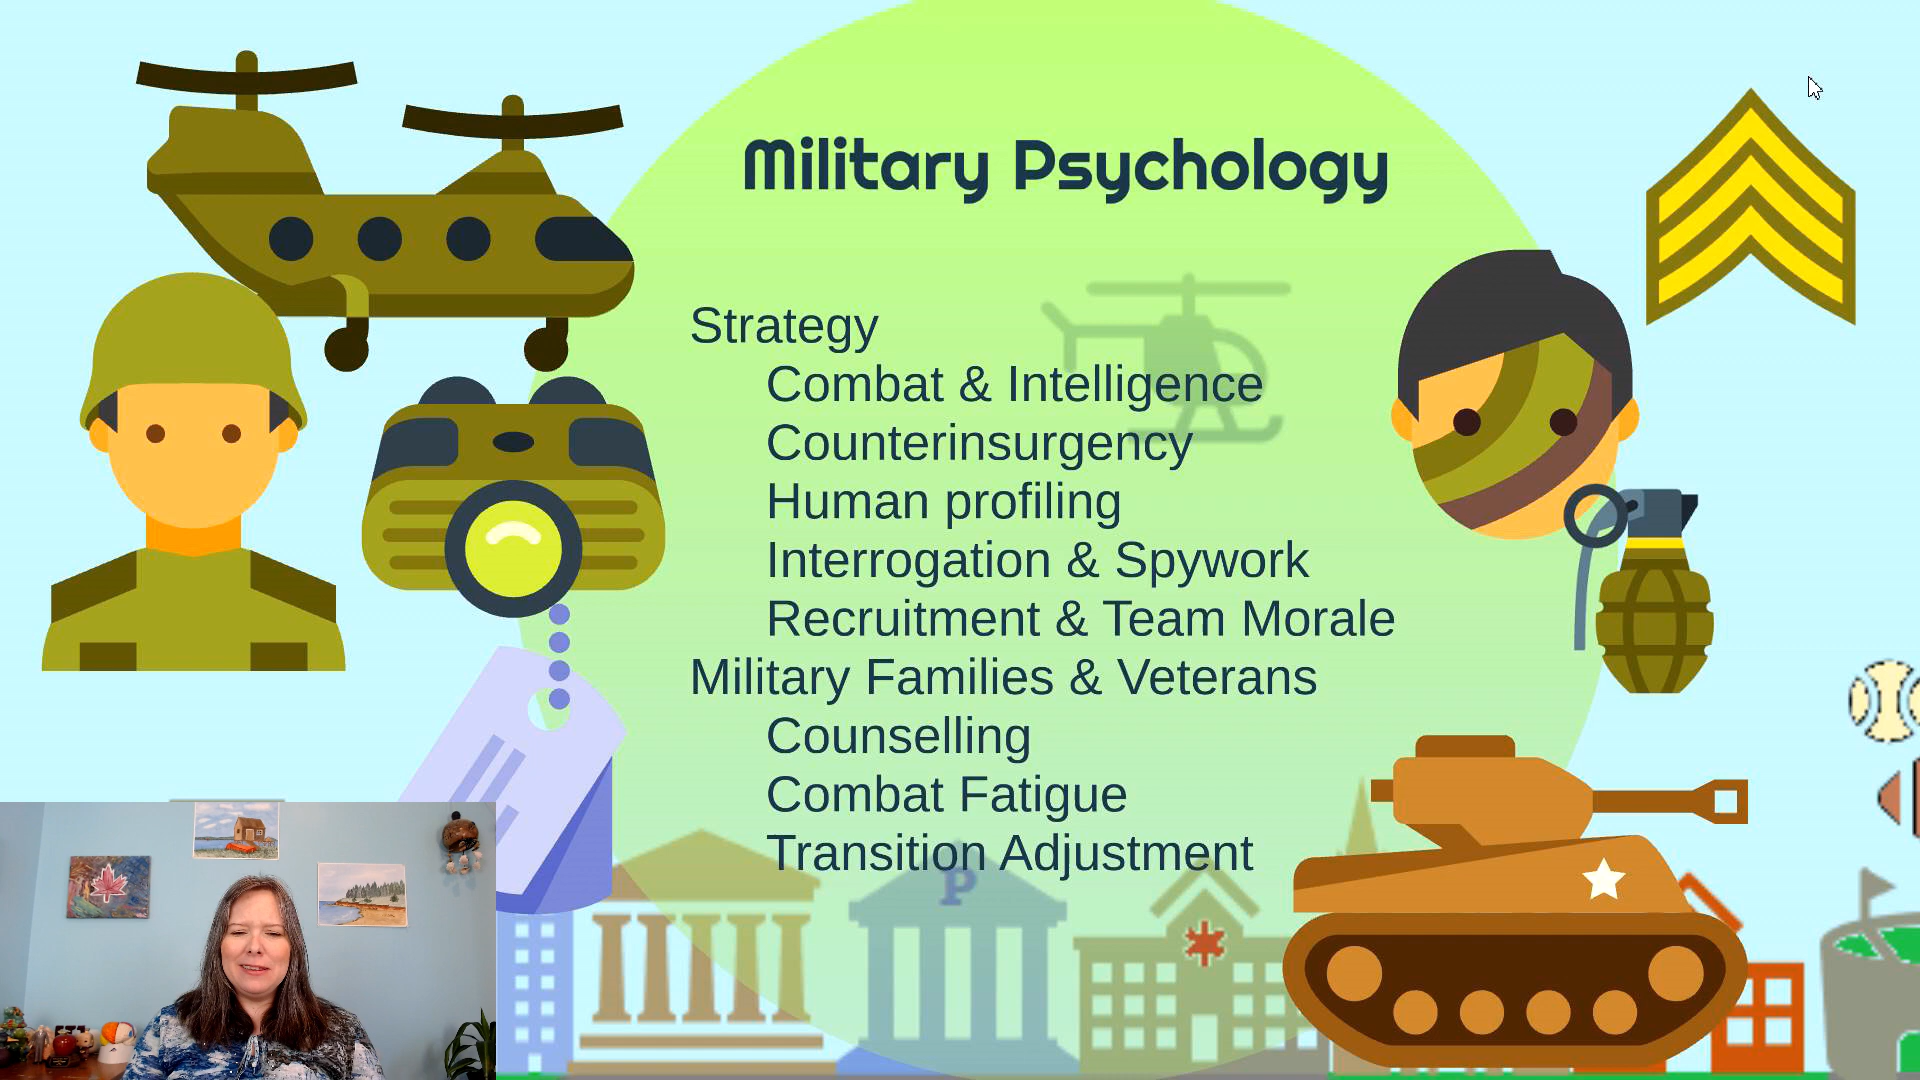 Military Psychology
Strategy
Combat & Intelligence
Counterinsurgency
Human profiling
Interrogation & Spywork
Recruitment & Team Morale
Military Families & Veterans
Counselling
Combat Fatigue
Transition Adjustment
P